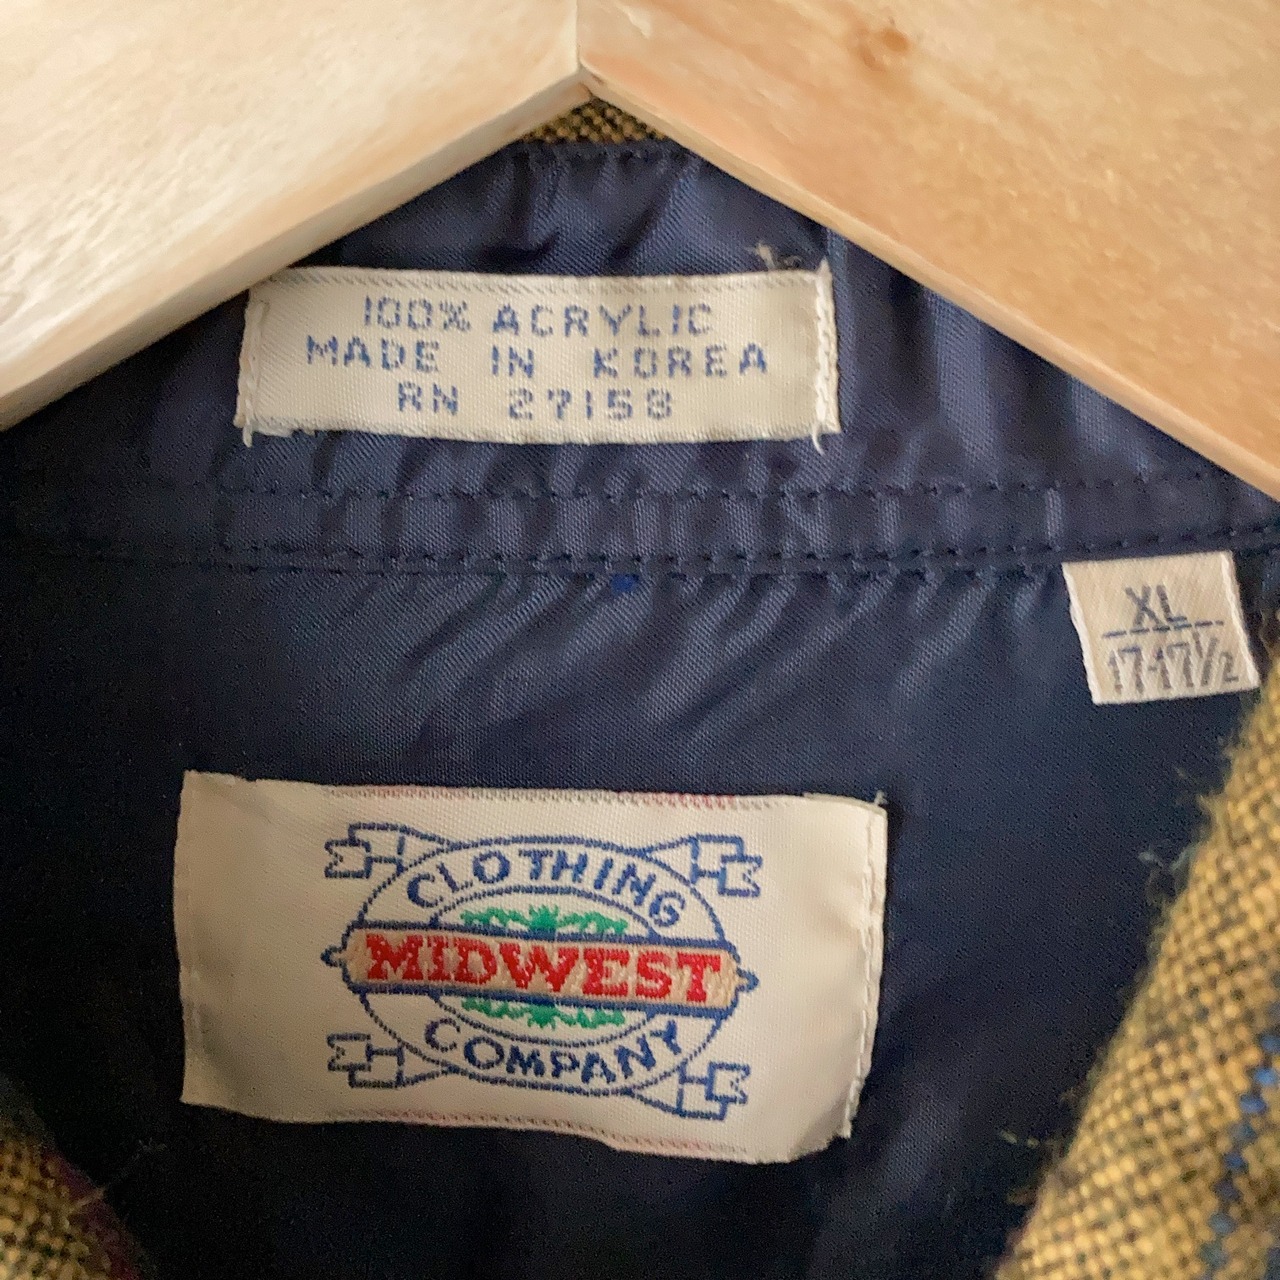 100% ACRYLIC
MADE IN KOREA
RN 27158
XL
17-17½
CLOTHING
MIDWEST
COMPANY